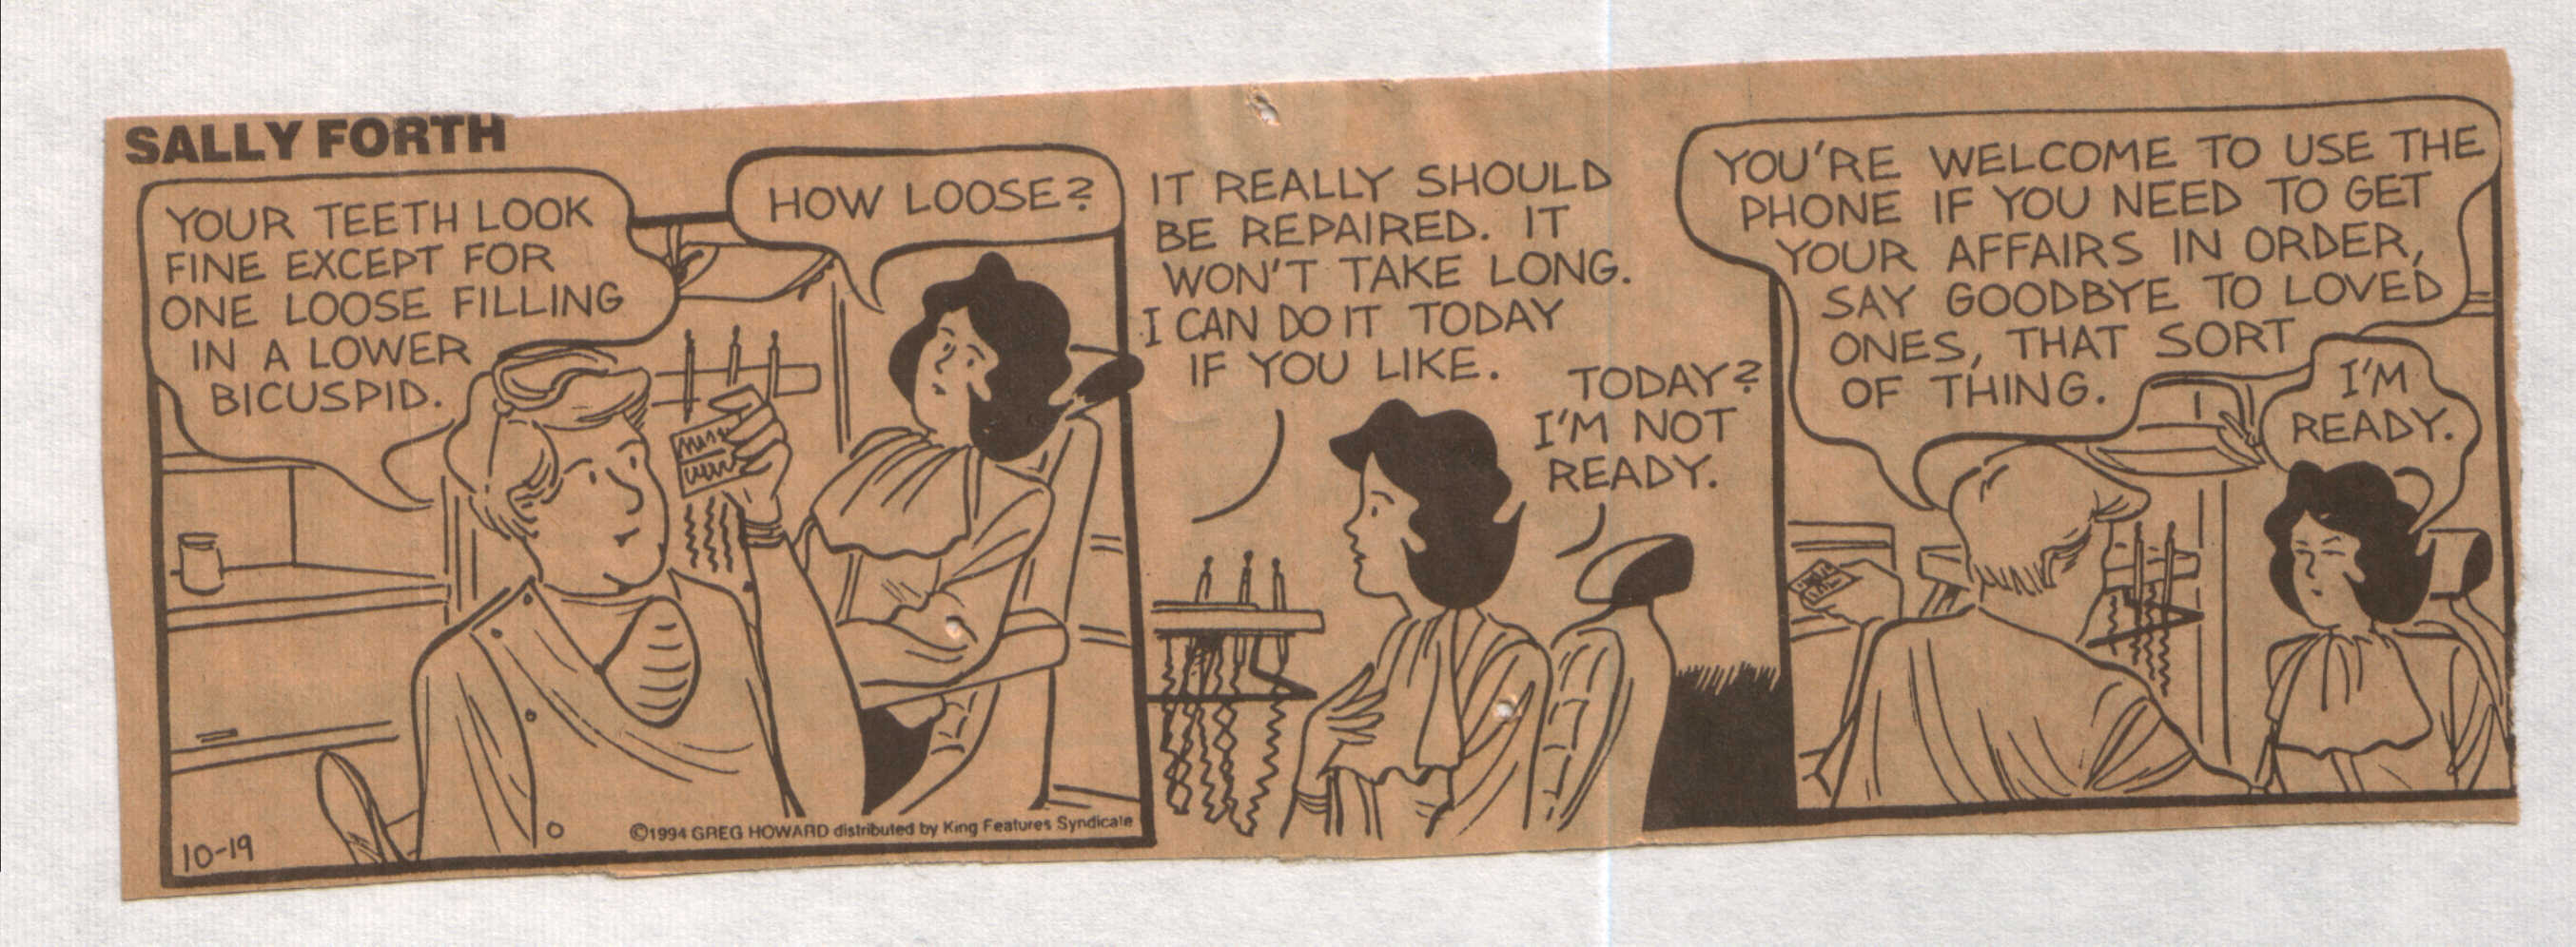 SALLY FORTH
YOUR TEETH LOOK
FINE EXCEPT FOR
ONE LOOSE FILLING
IN A LOWER
BICUSPID.
HOW LOOSE?
10-19
©1994 GREG HOWARD distributed by King Features Syndicate
IT REALLY SHOULD
BE REPAIRED. IT
WON'T TAKE LONG.
I CAN DO IT TODAY
IF YOU LIKE.
TODAY?
I'M NOT
READY.
YOU'RE WELCOME TO USE THE
PHONE IF YOU NEED TO GET
YOUR AFFAIRS IN ORDER,
SAY GOODBYE TO LOVED
ONES, THAT SORT
OF THING.
I'M
READY.